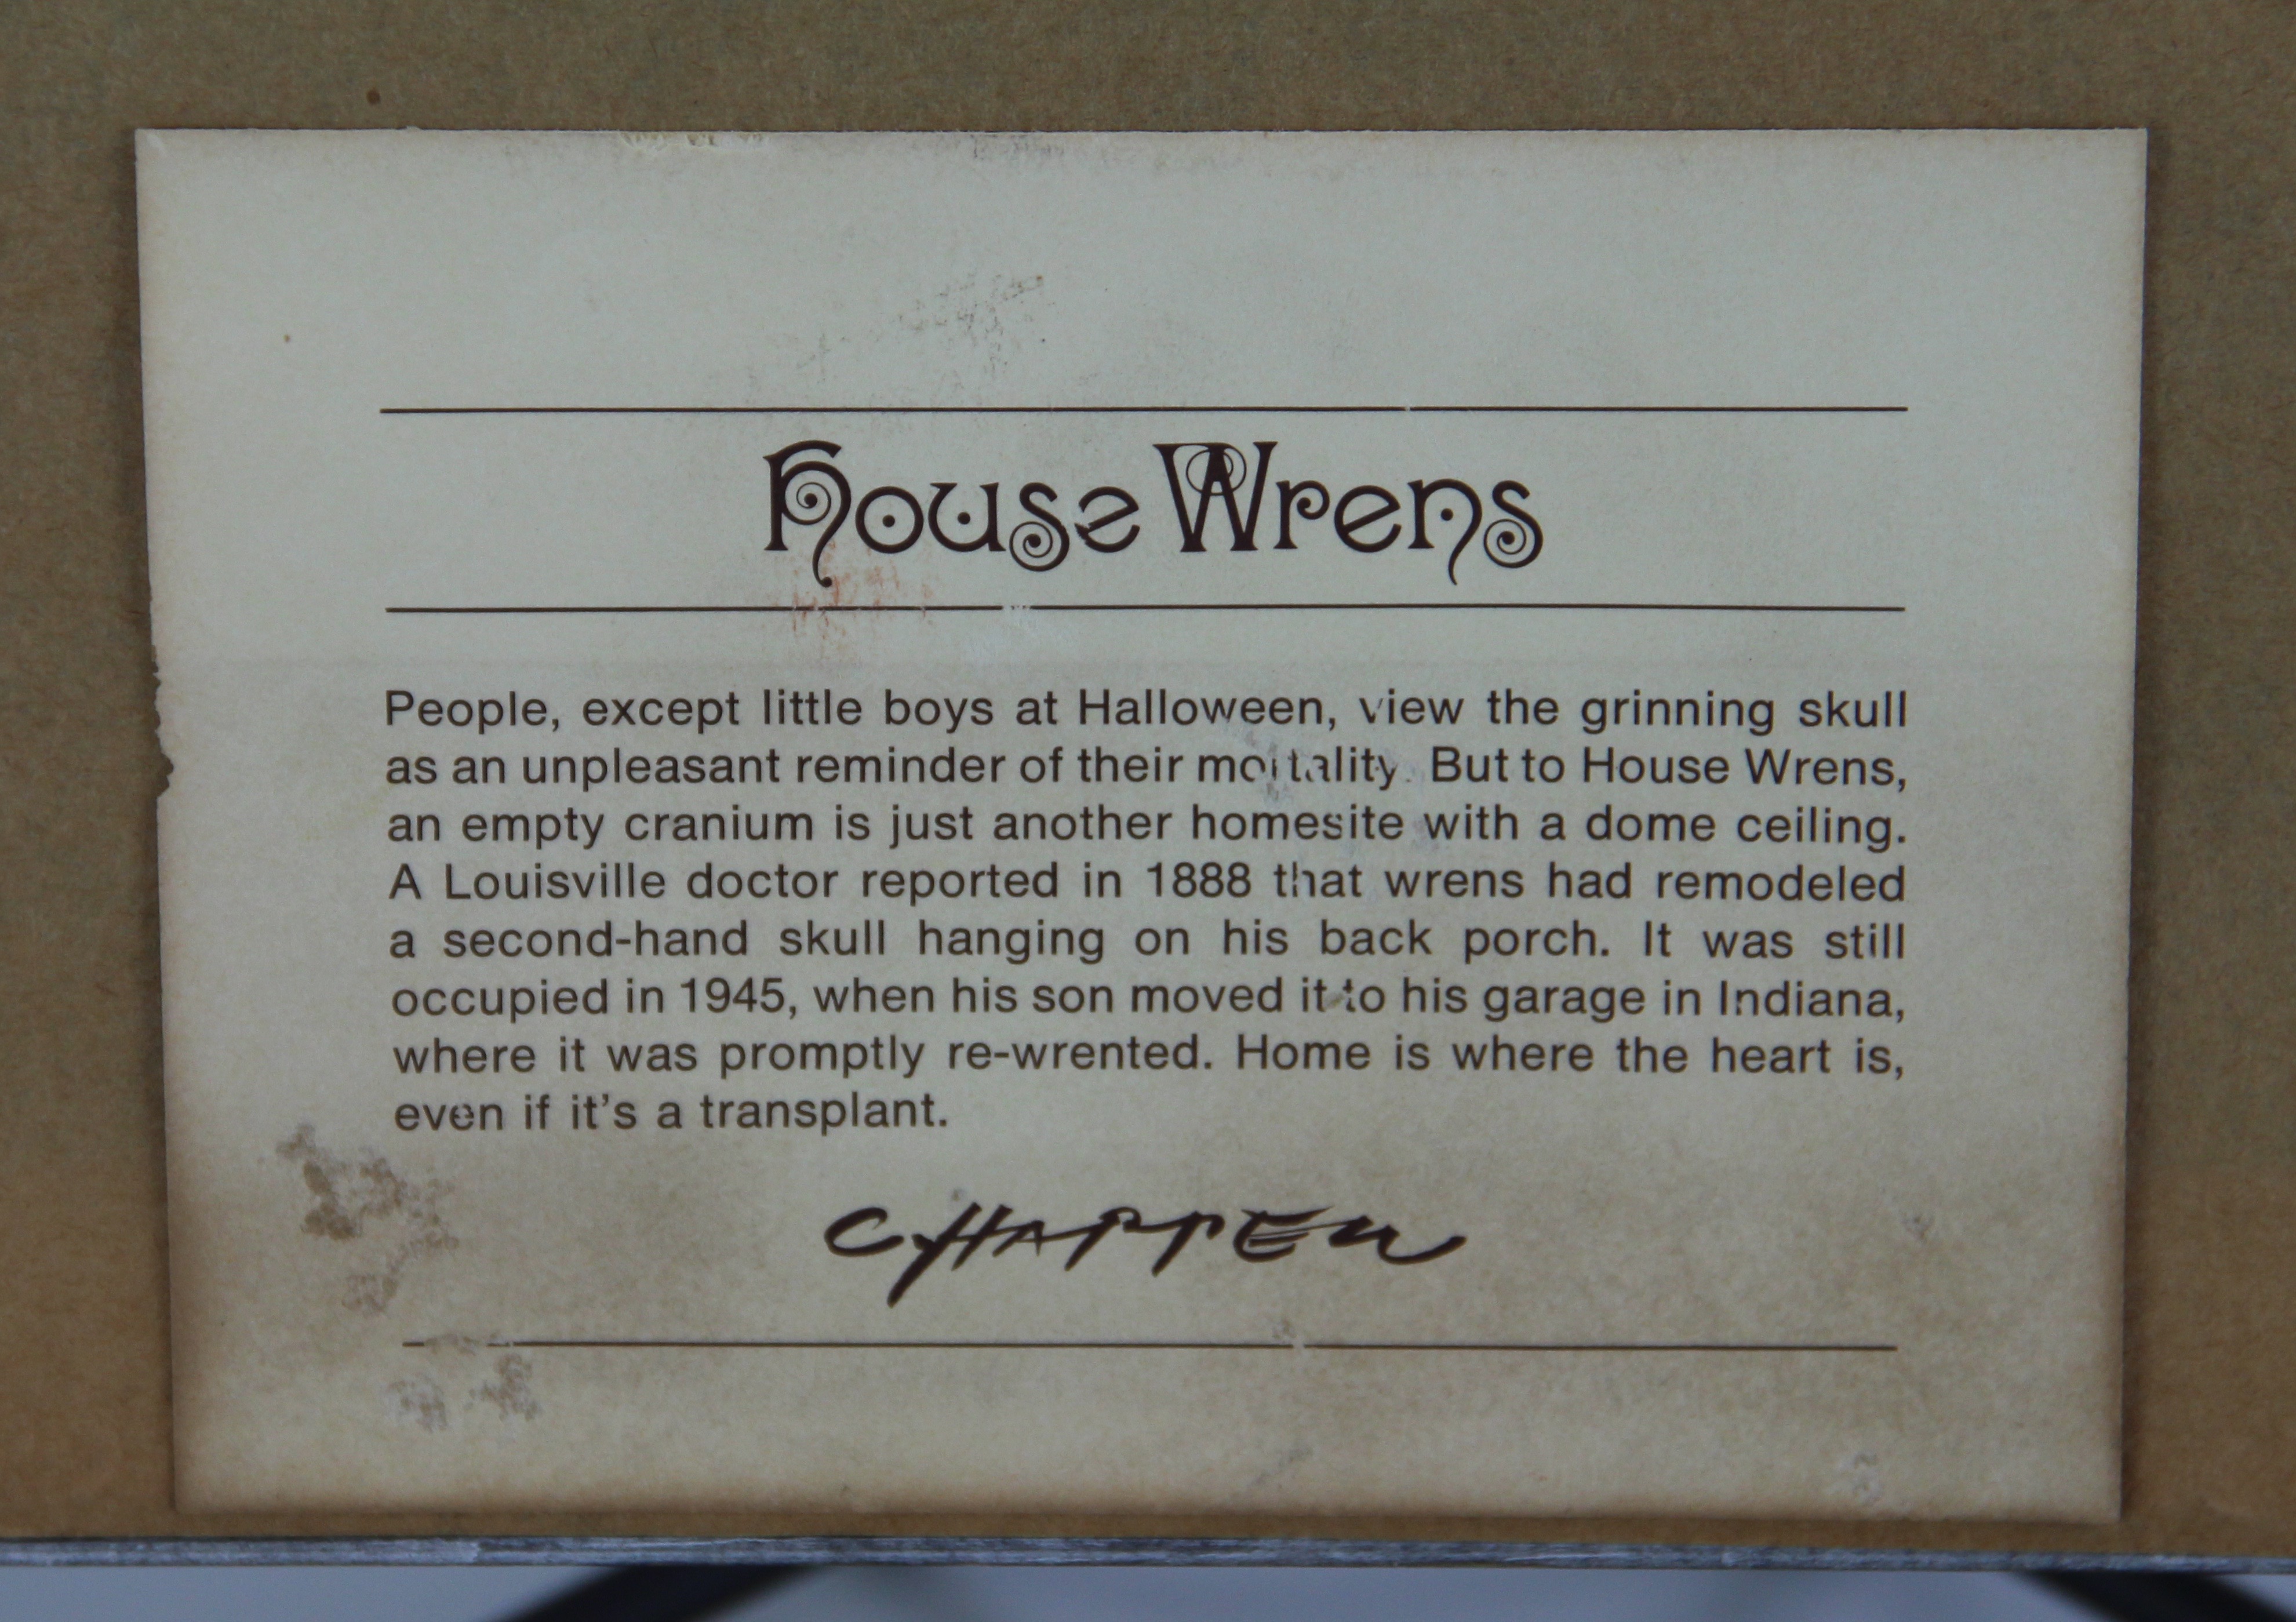 House Wrens
People, except little boys at Halloween, view the grinning skull
as an unpleasant reminder of their mortality. But to House Wrens,
an empty cranium is just another homesite with a dome ceiling.
A Louisville doctor reported in 1888 that wrens had remodeled
a second-hand skull hanging on his back porch. It was still
occupied in 1945, when his son moved it to his garage in Indiana,
where it was promptly re-wrented. Home is where the heart is,
even if it's a transplant.